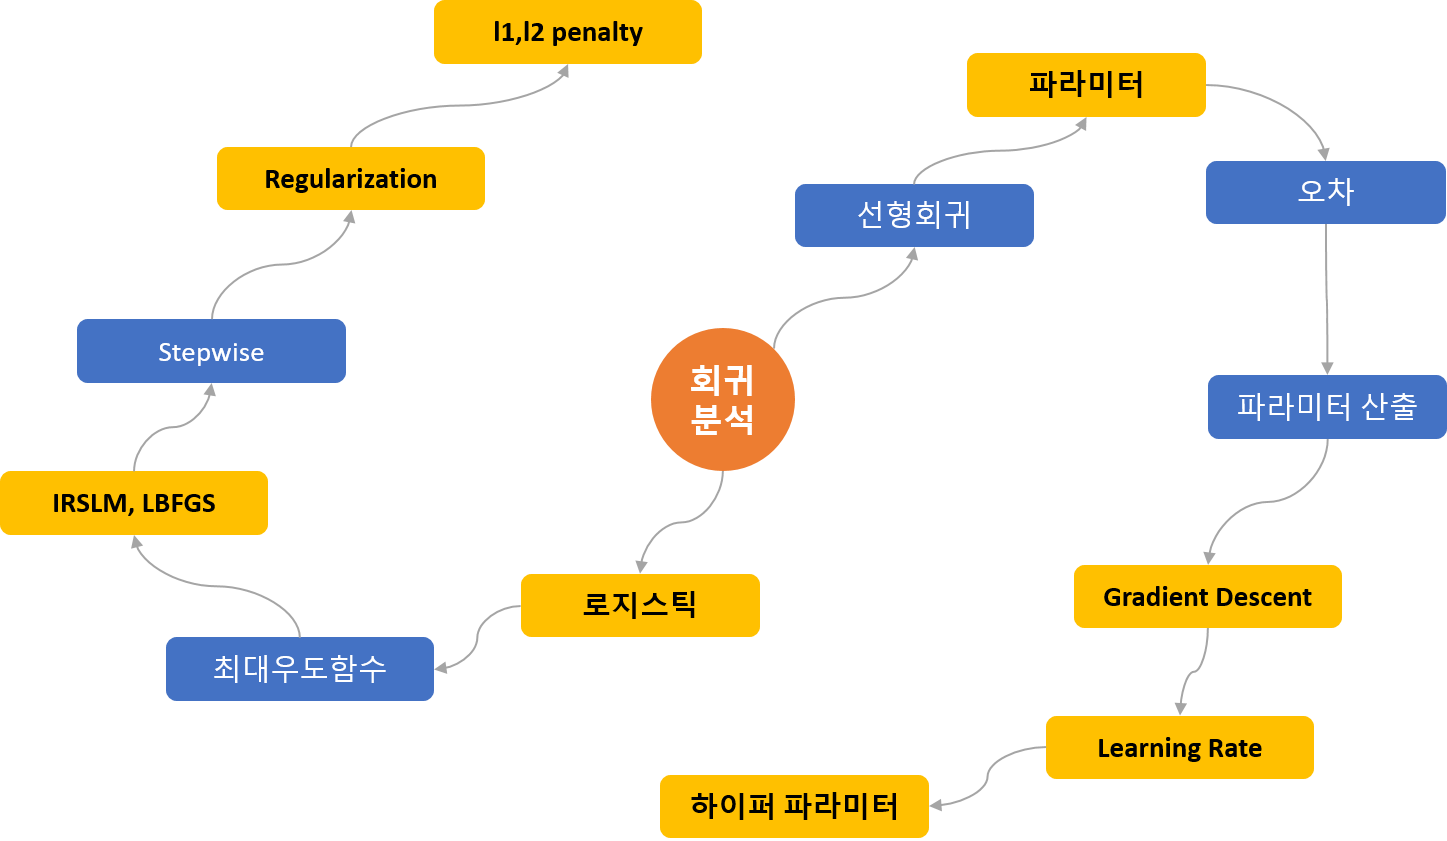 l1,l2 penalty
Regularization
Stepwise
IRSLM, LBFGS
최대우도함수
로지스틱
회귀
분석
선형회귀
파라미터
오차
파라미터 산출
Gradient Descent
Learning Rate
하이퍼 파라미터